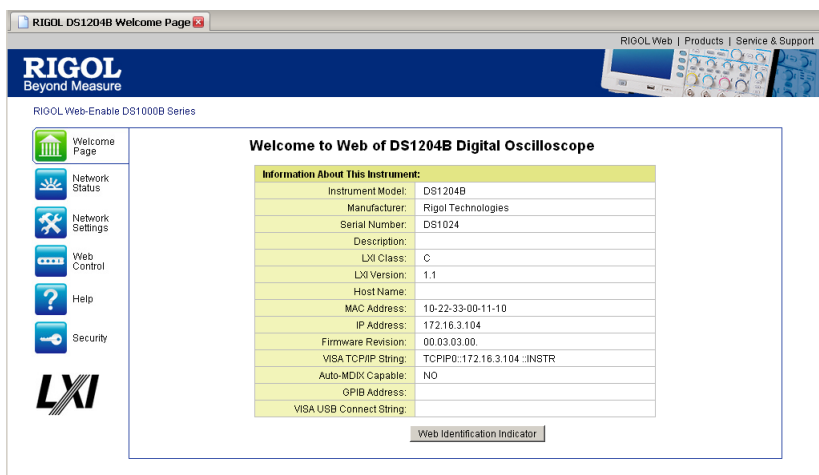 RIGOL DS1204B Welcome Page
RIGOL Web | Products | Service & Support
RIGOL
Beyond Measure
RIGOL Web-Enable DS1000B Series
Welcome Page
Network Status
Network Settings
Web Control
Help
Security
LXI
Welcome to Web of DS1204B Digital Oscilloscope
Information About This Instrument:
Instrument Model: DS1204B
Manufacturer: Rigol Technologies
Serial Number: DS1024
Description:
LXI Class: C
LXI Version: 1.1
Host Name:
MAC Address: 10-22-33-00-11-10
IP Address: 172.16.3.104
Firmware Revision: 00.03.03.00.
VISA TCP/IP String: TCPIP0::172.16.3.104 ::INSTR
Auto-MDIX Capable: NO
GPIB Address:
VISA USB Connect String:
Web Identification Indicator